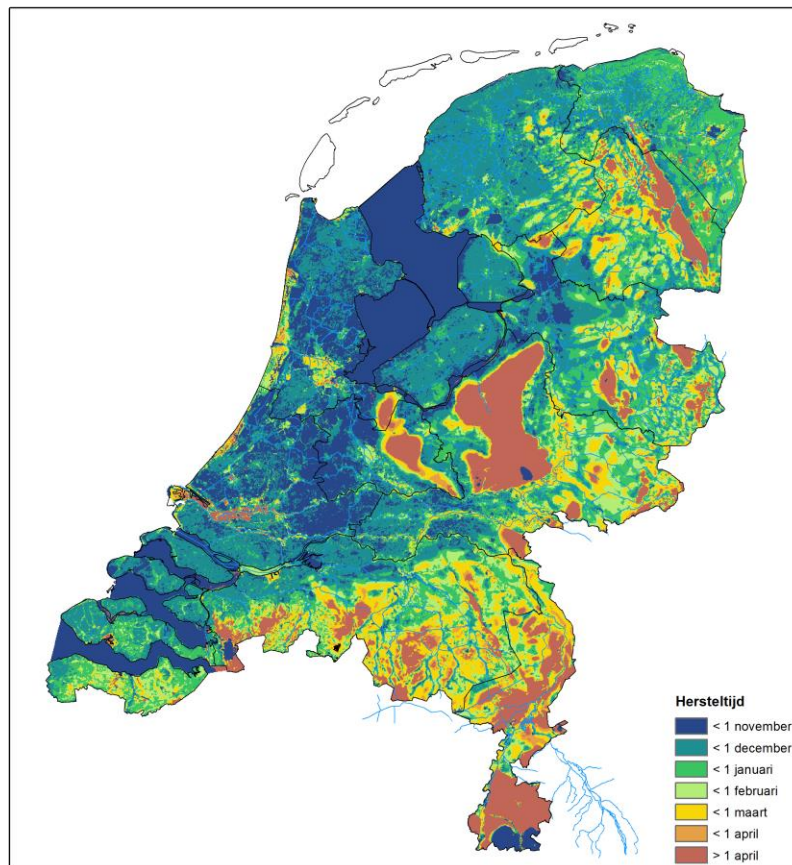 Hersteltijd
< 1 november
< 1 december
< 1 januari
< 1 februari
< 1 maart
< 1 april
> 1 april